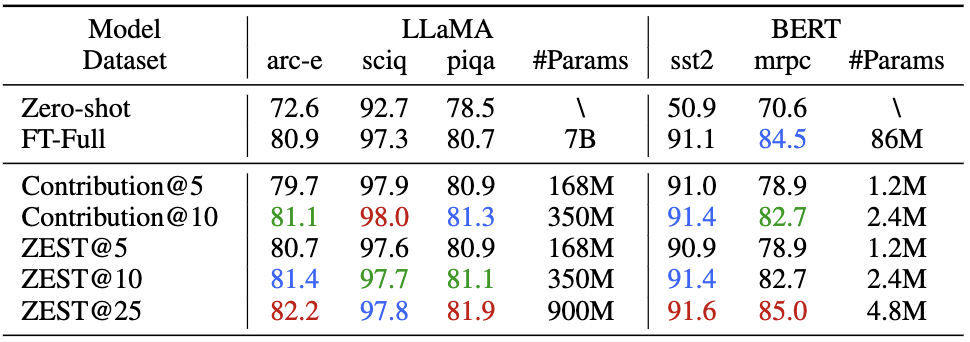 Model LLaMA BERT
Dataset arc-e sciq piqa #Params sst2 mrpc #Params
Zero-shot 72.6 92.7 78.5 \ 50.9 70.6 \
FT-Full 80.9 97.3 80.7 7B 91.1 84.5 86M
Contribution@5 79.7 97.9 80.9 168M 91.0 78.9 1.2M
Contribution@10 81.1 98.0 81.3 350M 91.4 82.7 2.4M
ZEST@5 80.7 97.6 80.9 168M 90.9 78.9 1.2M
ZEST@10 81.4 97.7 81.1 350M 91.4 82.7 2.4M
ZEST@25 82.2 97.8 81.9 900M 91.6 85.0 4.8M